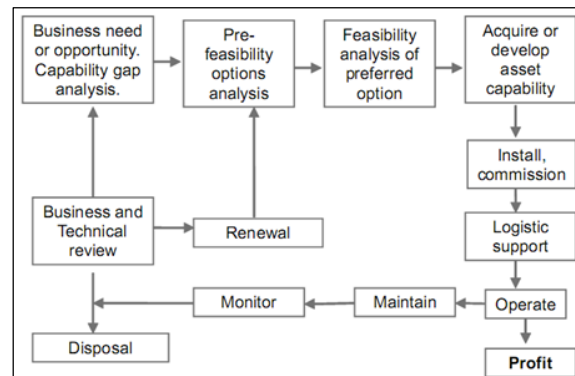 Business need
or opportunity.
Capability gap
analysis.
Pre-
feasibility
options
analysis
Feasibility
analysis of
preferred
option
Acquire or
develop
asset
capability
Install,
commission
Business and
Technical
review
Renewal
Logistic
support
Monitor
Maintain
Operate
Disposal
Profit